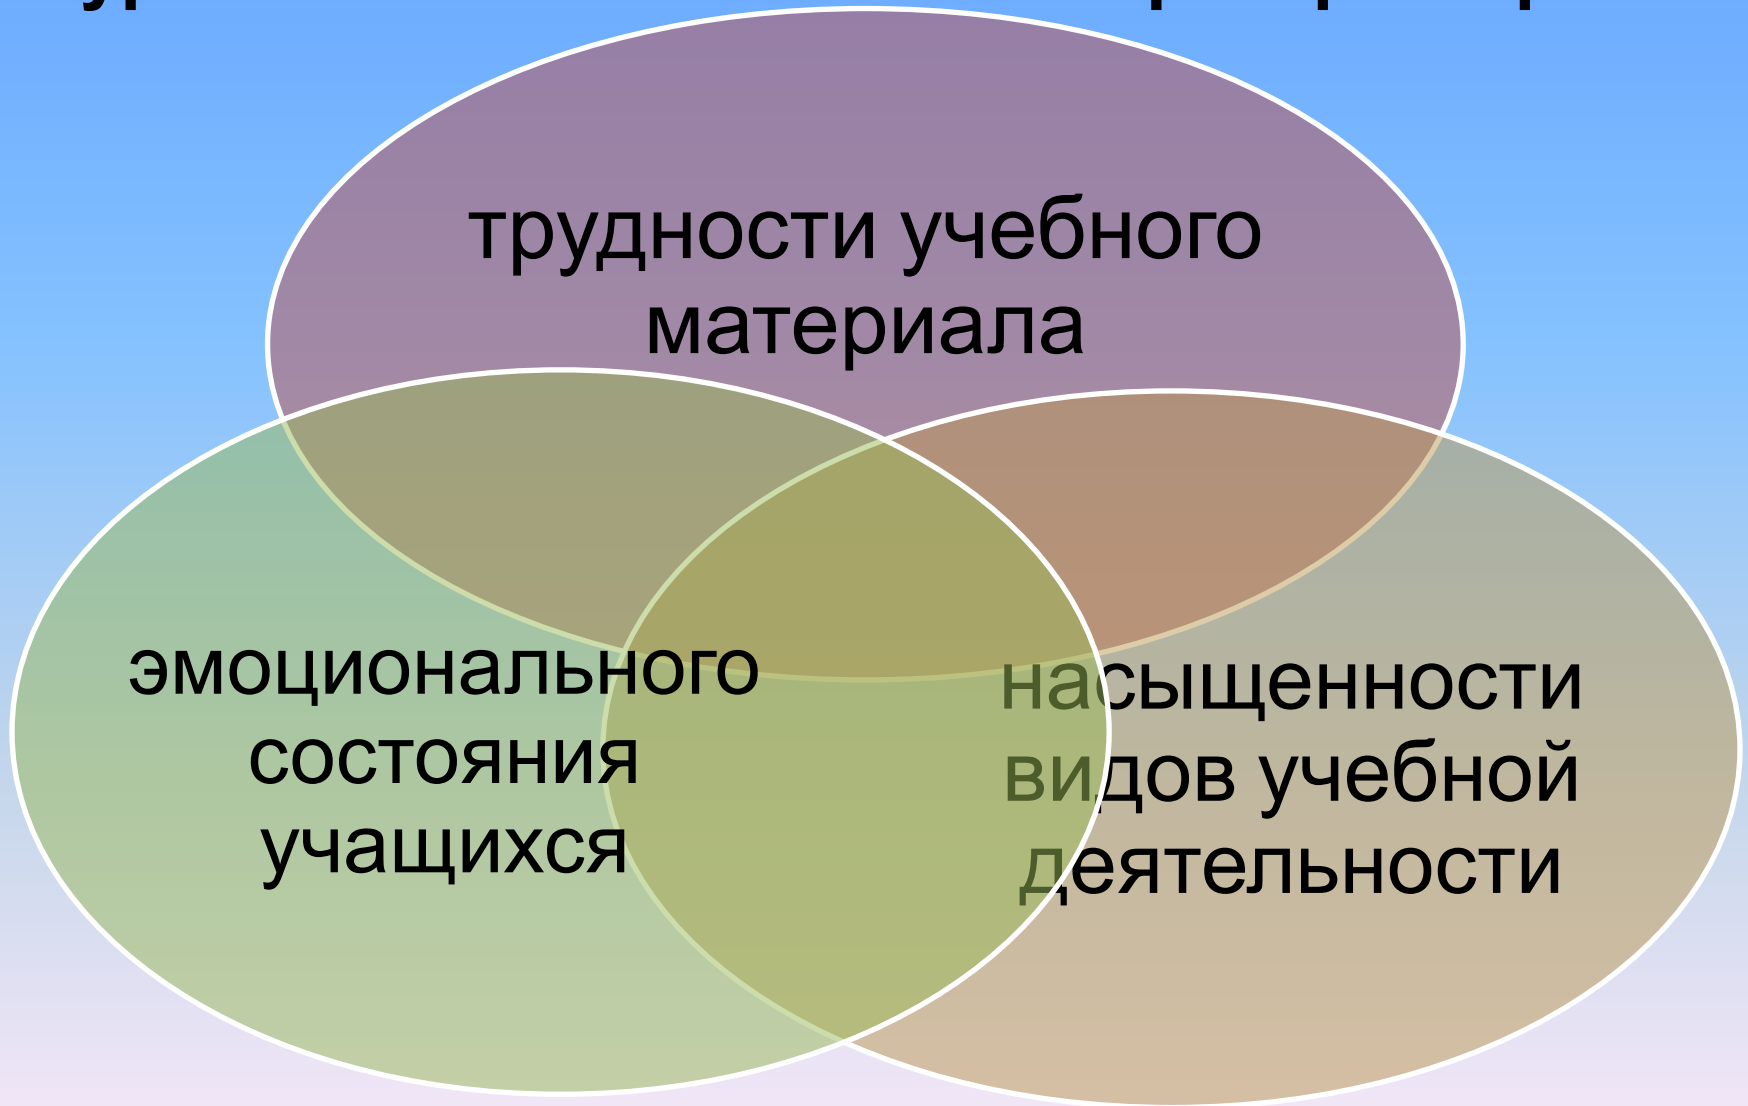 трудности учебного
материала
эмоционального
состояния
учащихся
насыщенности
видов учебной
деятельности